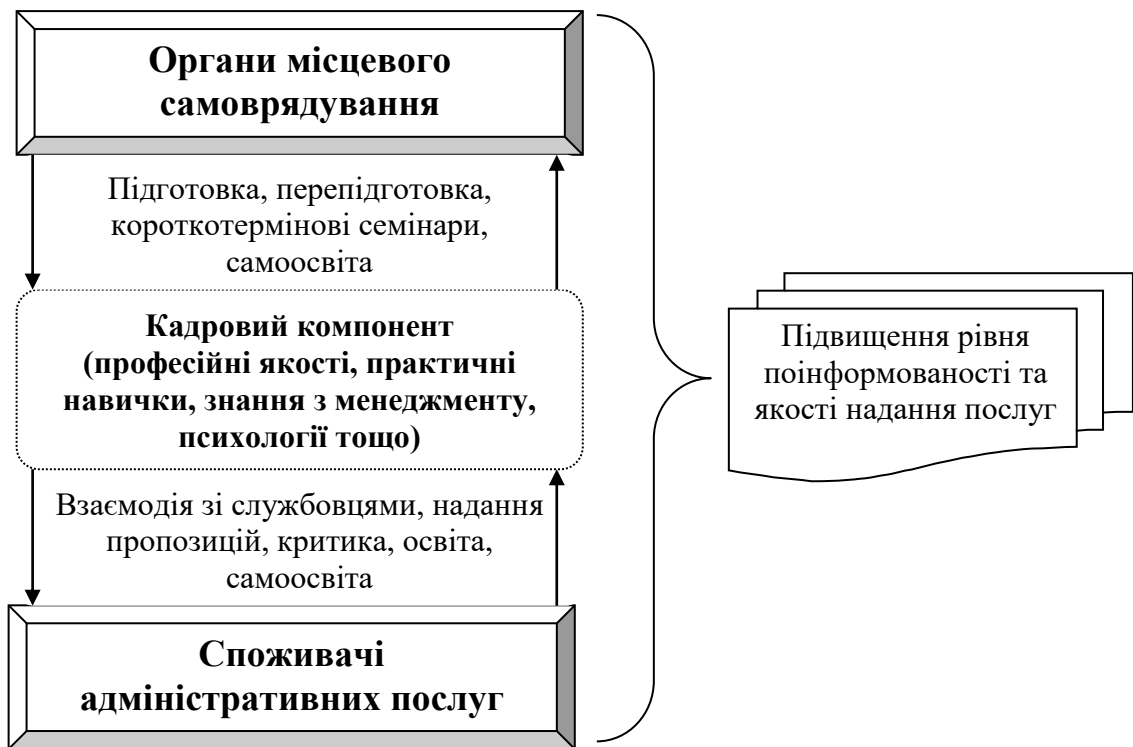 Органи місцевого
самоврядування
Підготовка, перепідготовка,
короткотермінові семінари,
самоосвіта
Кадровий компонент
(професійні якості, практичні
навички, знання з менеджменту,
психології тощо)
Взаємодія зі службовцями, надання
пропозицій, критика, освіта,
самоосвіта
Споживачі
адміністративних послуг
Підвищення рівня
поінформованості та
якості надання послуг